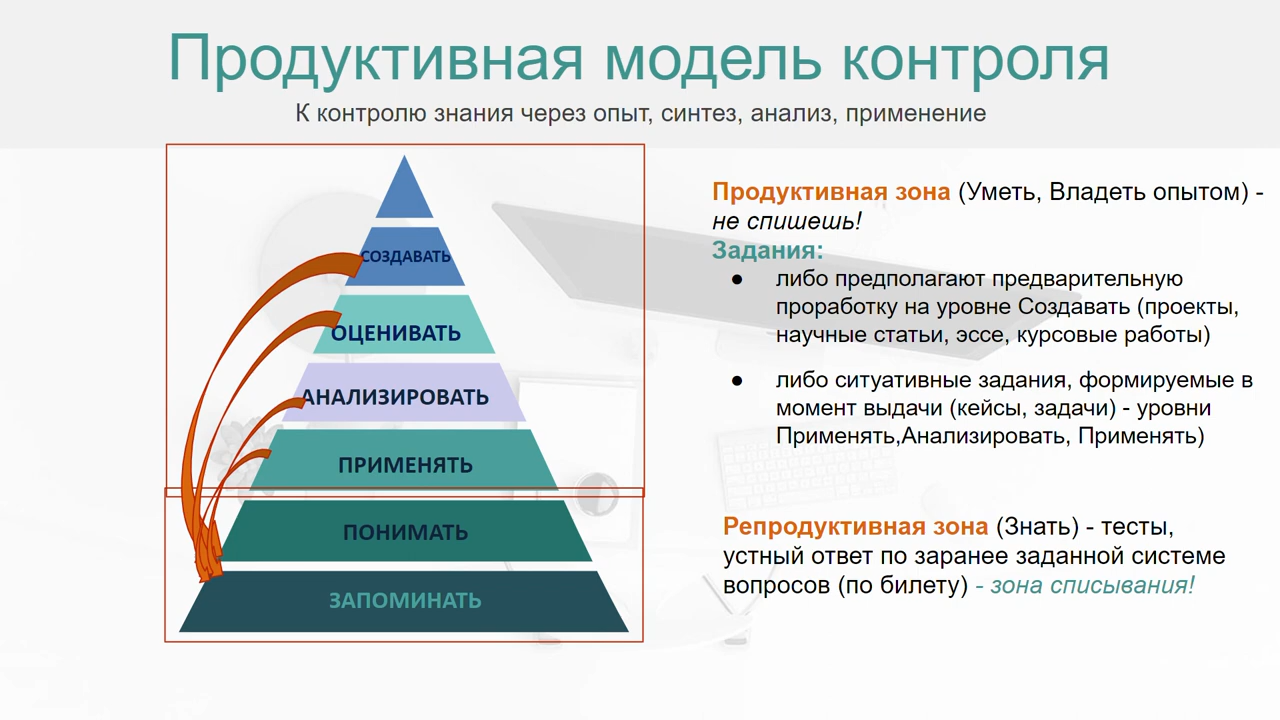 Продуктивная модель контроля
К контролю знания через опыт, синтез, анализ, применение
СОЗДАВАТЬ
ОЦЕНИВАТЬ
АНАЛИЗИРОВАТЬ
ПРИМЕНЯТЬ
ПОНИМАТЬ
ЗАПОМИНАТЬ
Продуктивная зона (Уметь, Владеть опытом) -
не спишешь!
Задания:
● либо предполагают предварительную
проработку на уровне Создавать (проекты,
научные статьи, эссе, курсовые работы)
● либо ситуативные задания, формируемые в
момент выдачи (кейсы, задачи) - уровни
Применять,Анализировать, Применять)
Репродуктивная зона (Знать) - тесты,
устный ответ по заранее заданной системе
вопросов (по билету) - зона списывания!